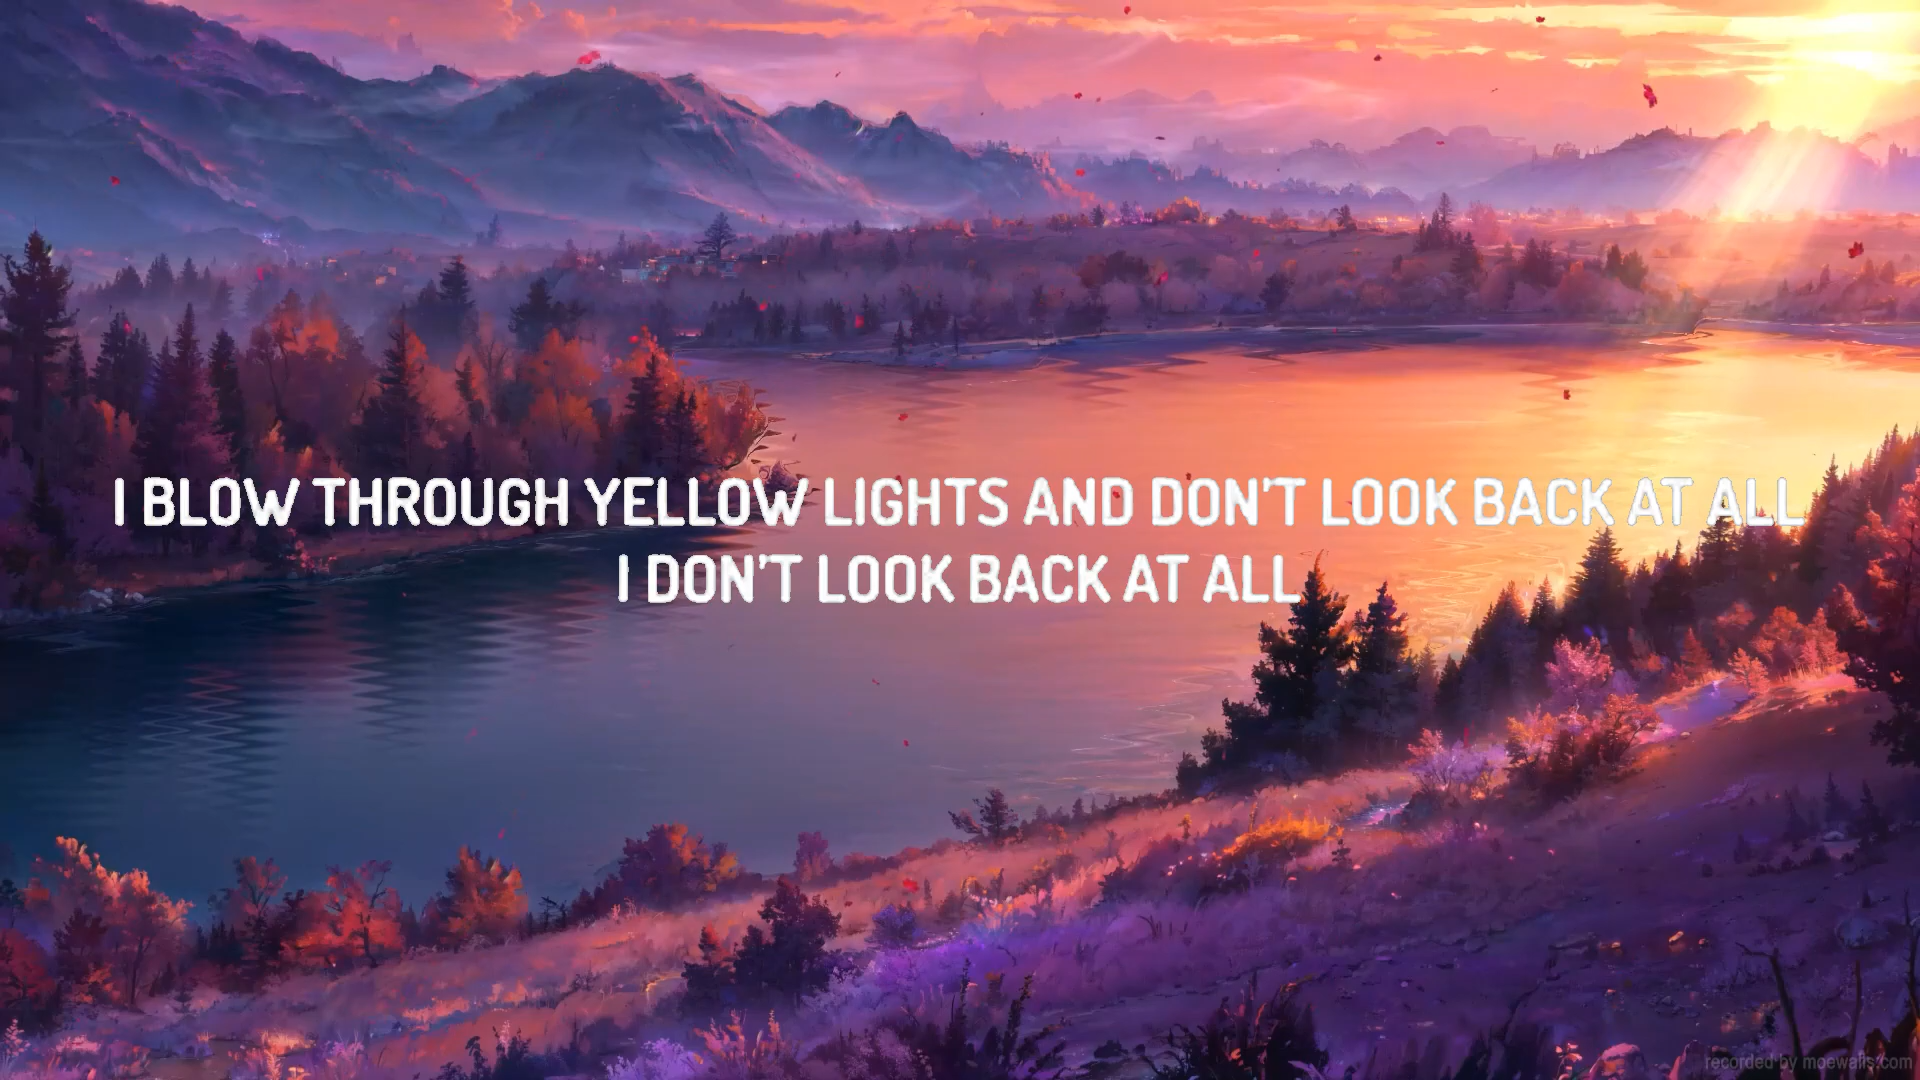 I BLOW THROUGH YELLOW LIGHTS AND DON'T LOOK BACK AT ALL
I DON'T LOOK BACK AT ALL
recorded by moewalls.com